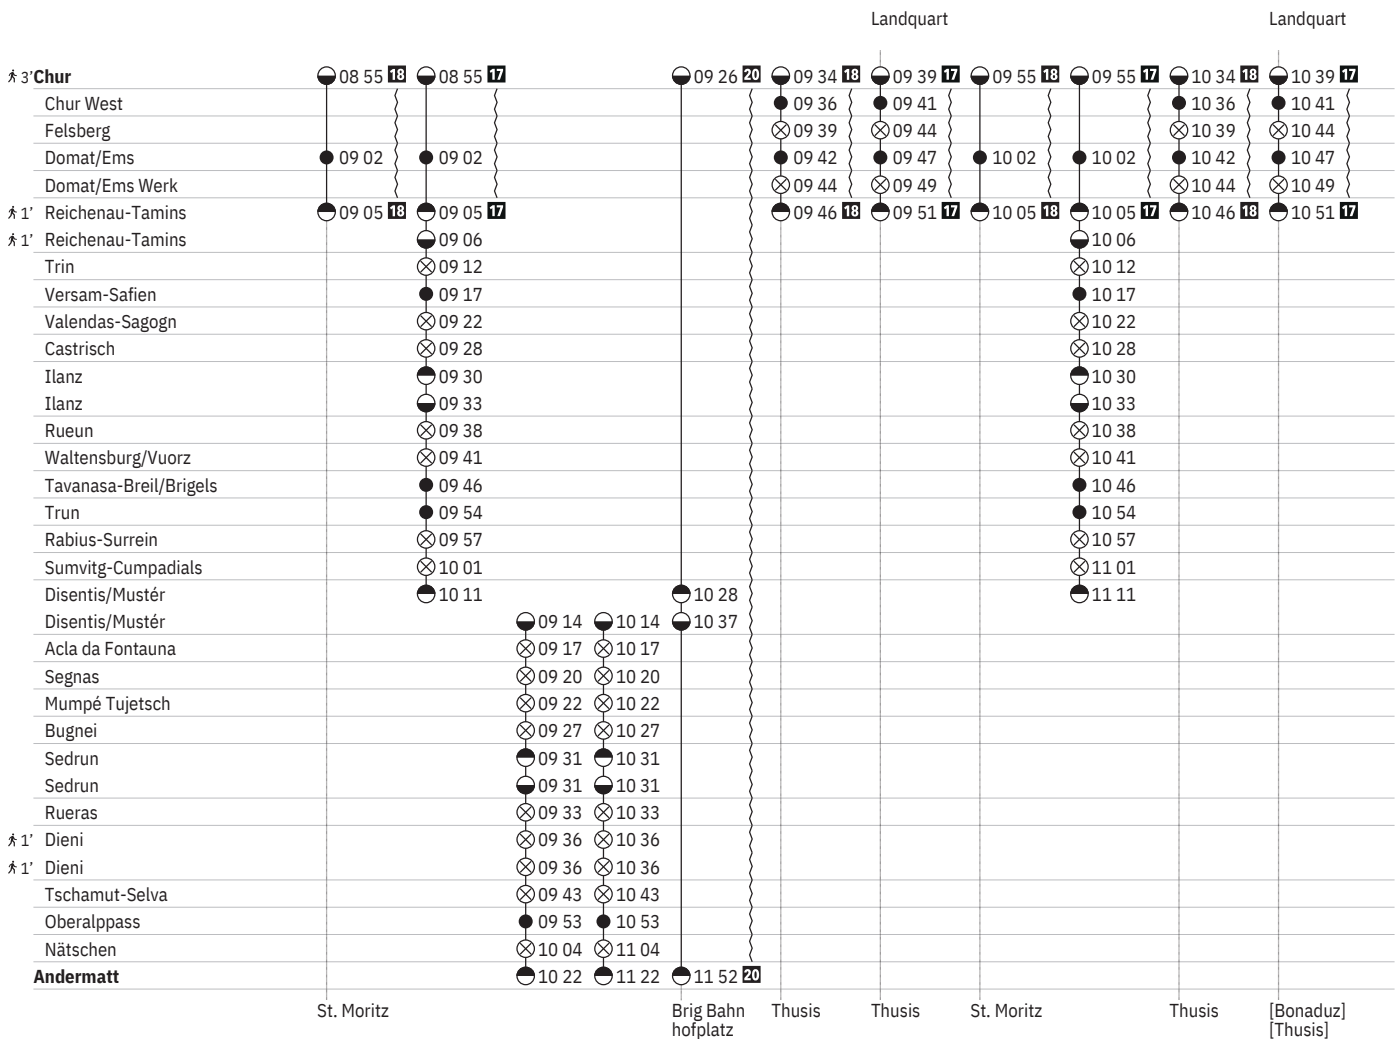 Landquart Landquart
3’ Chur 08 55 18 08 55 17 09 26 20 09 34 18 09 39 17 09 55 18 09 55 17 10 34 18 10 39 17
Chur West 09 36 09 41 10 36 10 41
Felsberg 09 39 09 44 10 39 10 44
Domat/Ems 09 02 09 02 09 42 09 47 10 02 10 02 10 42 10 47
Domat/Ems Werk 09 44 09 49 10 44 10 49
1’ Reichenau-Tamins 09 05 18 09 05 17 09 46 18 09 51 17 10 05 18 10 05 17 10 46 18 10 51 17
1’ Reichenau-Tamins 09 06 10 06
Trin 09 12 10 12
Versam-Safien 09 17 10 17
Valendas-Sagogn 09 22 10 22
Castrisch 09 28 10 28
Ilanz 09 30 10 30
Ilanz 09 33 10 33
Rueun 09 38 10 38
Waltensburg/Vuorz 09 41 10 41
Tavanasa-Breil/Brigels 09 46 10 46
Trun 09 54 10 54
Rabius-Surrein 09 57 10 57
Sumvitg-Cumpadials 10 01 11 01
Disentis/Mustér 10 11 10 28 11 11
Disentis/Mustér 09 14 10 14 10 37
Acla da Fontauna 09 17 10 17
Segnas 09 20 10 20
Mumpé Tujetsch 09 22 10 22
Bugnei 09 27 10 27
Sedrun 09 31 10 31
Sedrun 09 31 10 31
Rueras 09 33 10 33
1’ Dieni 09 36 10 36
1’ Dieni 09 36 10 36
Tschamut-Selva 09 43 10 43
Oberalppass 09 53 10 53
Nätschen 10 04 11 04
Andermatt 10 22 11 22 11 52 20
St. Moritz Brig Bahn Thusis Thusis St. Moritz Thusis [Bonaduz]
hofplatz [Thusis]